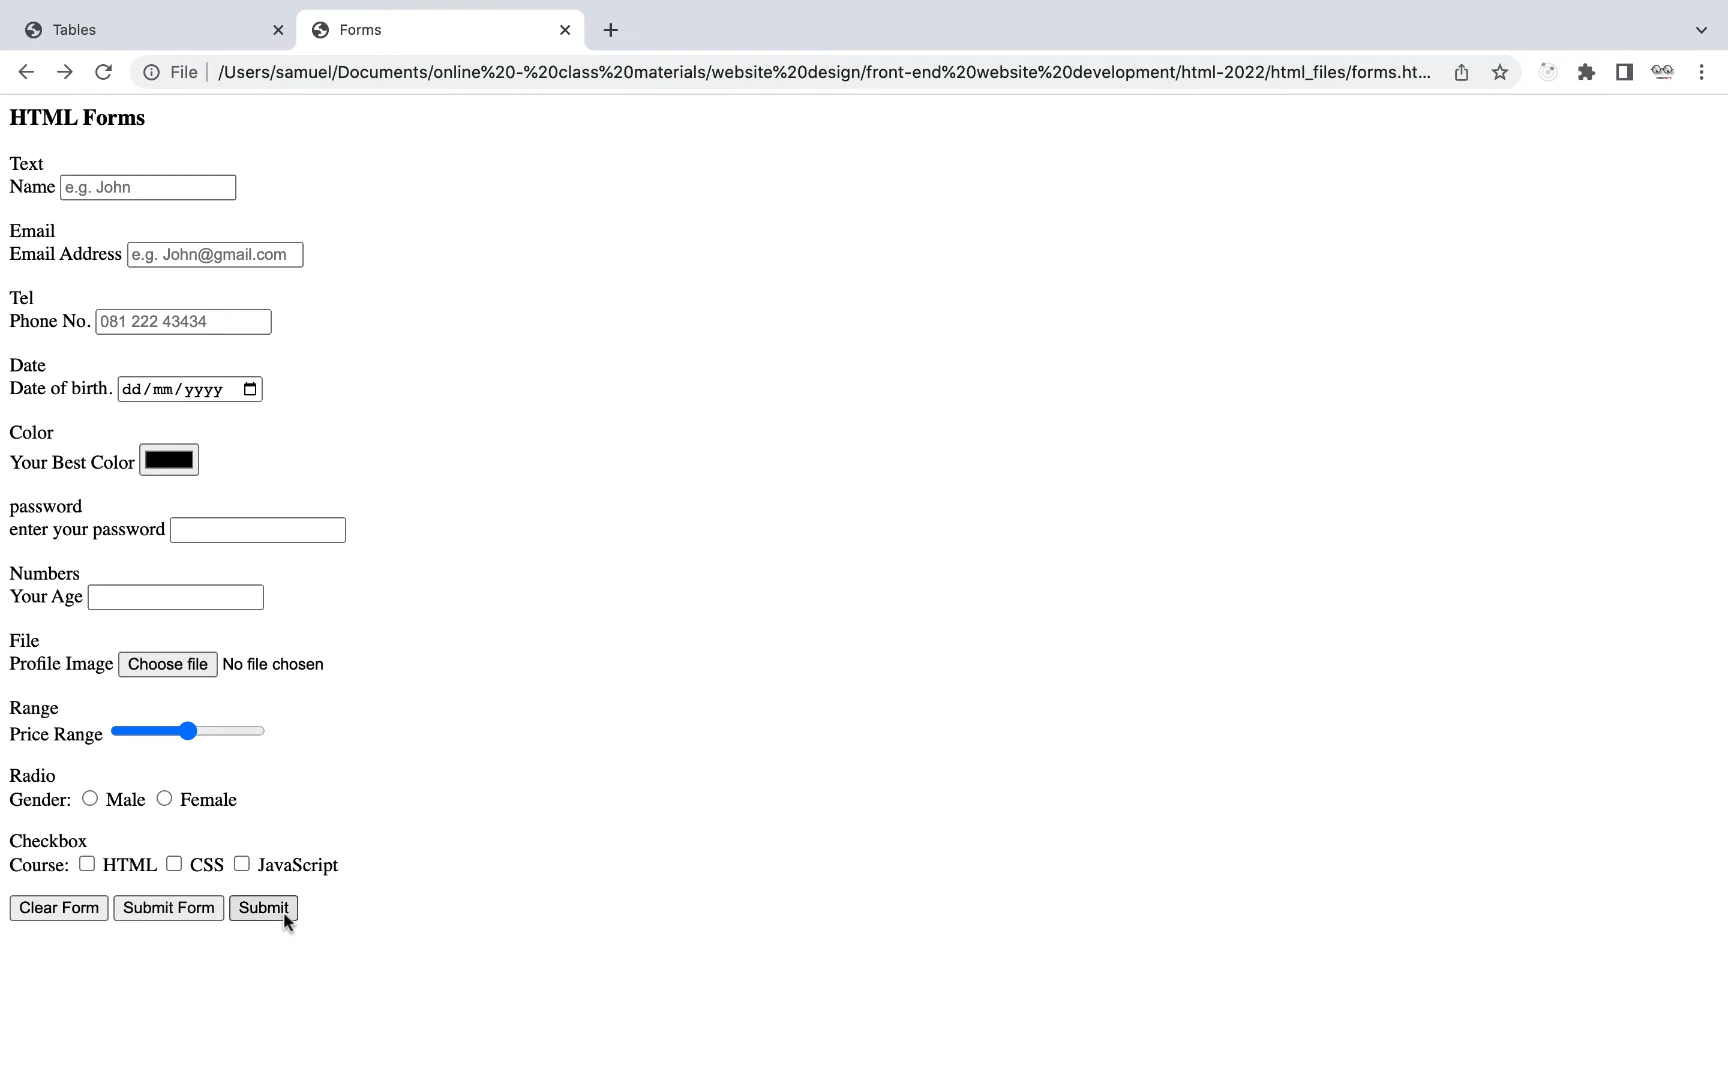 Tables
Forms
File
/Users/samuel/Documents/online%20-%20class%20materials/website%20design/front-end%20website%20development/html-2022/html_files/forms.ht...
HTML Forms
Text
Name e.g. John
Email
Email Address e.g. John@gmail.com
Tel
Phone No. 081 222 43434
Date
Date of birth. dd/mm/yyyy
Color
Your Best Color
password
enter your password
Numbers
Your Age
File
Profile Image Choose file No file chosen
Range
Price Range
Radio
Gender: Male Female
Checkbox
Course: HTML CSS JavaScript
Clear Form Submit Form Submit